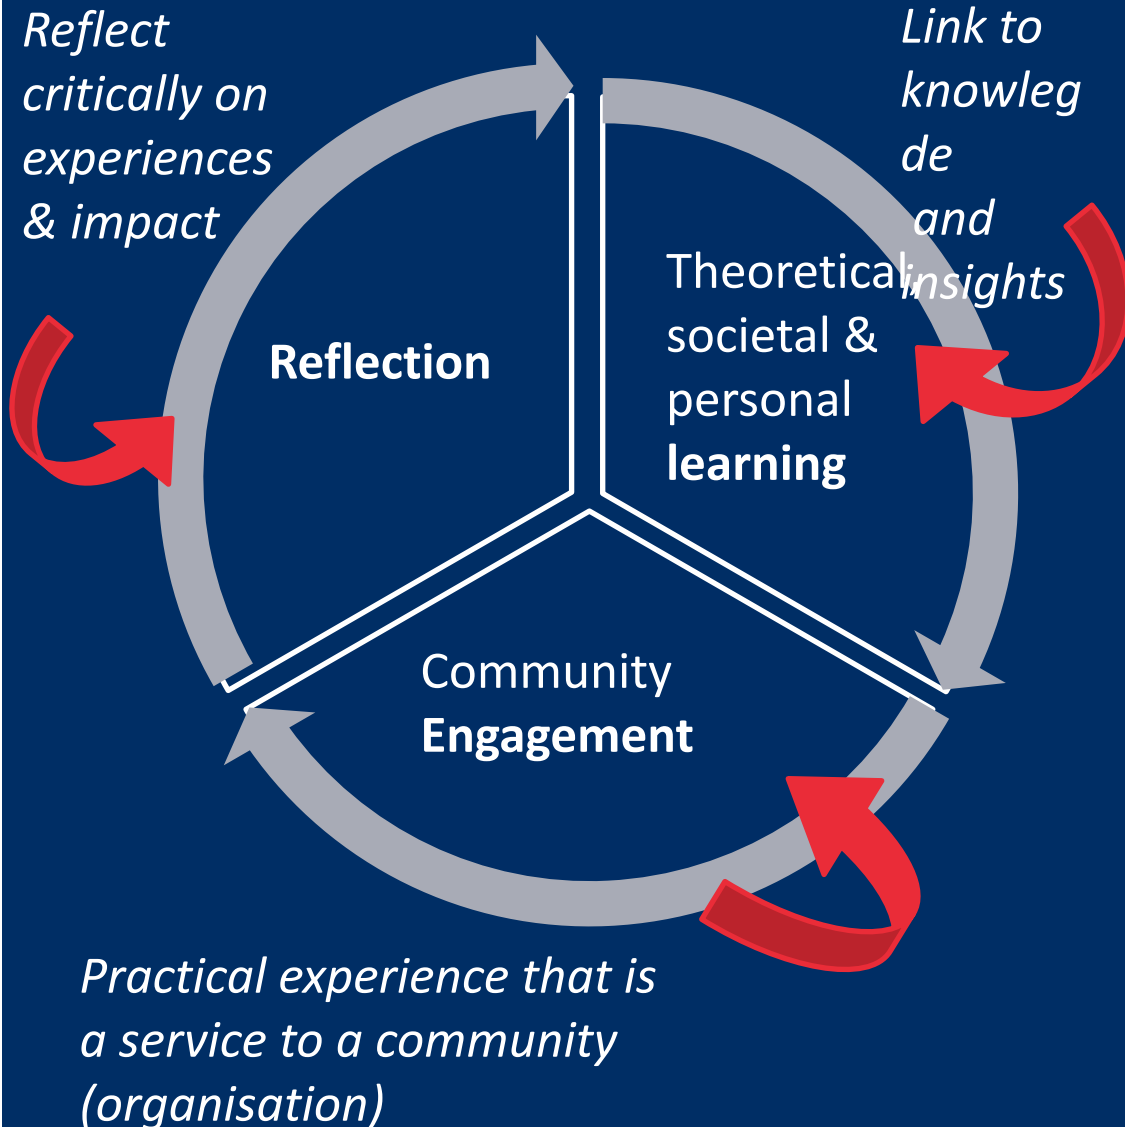 Reflect
critically on
experiences
& impact
Link to
knowleg
de
and
insights
Reflection
Theoretical,
societal &
personal
learning
Community
Engagement
Practical experience that is
a service to a community
(organisation)